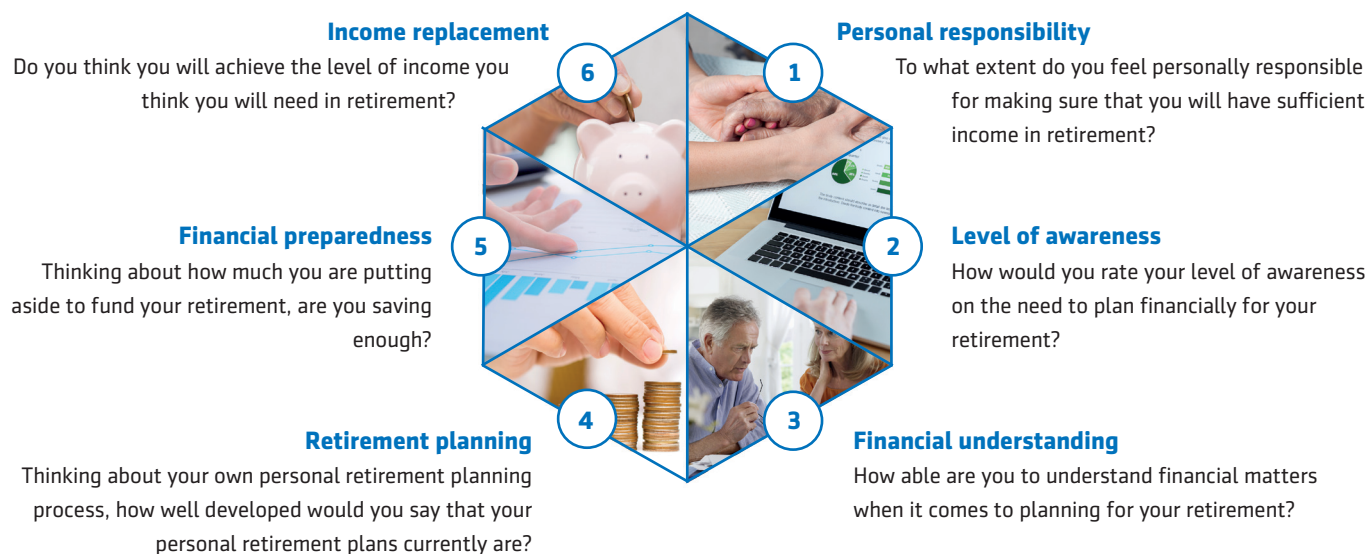 Personal responsibility
To what extent do you feel personally responsible
for making sure that you will have sufficient
income in retirement?
1
Level of awareness
How would you rate your level of awareness
on the need to plan financially for your
retirement?
2
Financial understanding
How able are you to understand financial matters
when it comes to planning for your retirement?
3
Retirement planning
Thinking about your own personal retirement planning
process, how well developed would you say that your
personal retirement plans currently are?
4
Financial preparedness
Thinking about how much you are putting
aside to fund your retirement, are you saving
enough?
5
Income replacement
Do you think you will achieve the level of income you
think you will need in retirement?
6